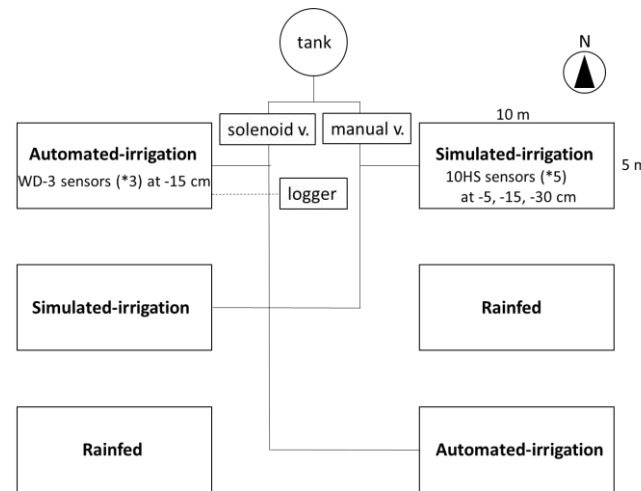 tank
N
solenoid v.
manual v.
10 m
Automated-irrigation
WD-3 sensors (*3) at -15 cm
logger
Simulated-irrigation
10HS sensors (*5)
at -5, -15, -30 cm
5 m
Simulated-irrigation
Rainfed
Rainfed
Automated-irrigation